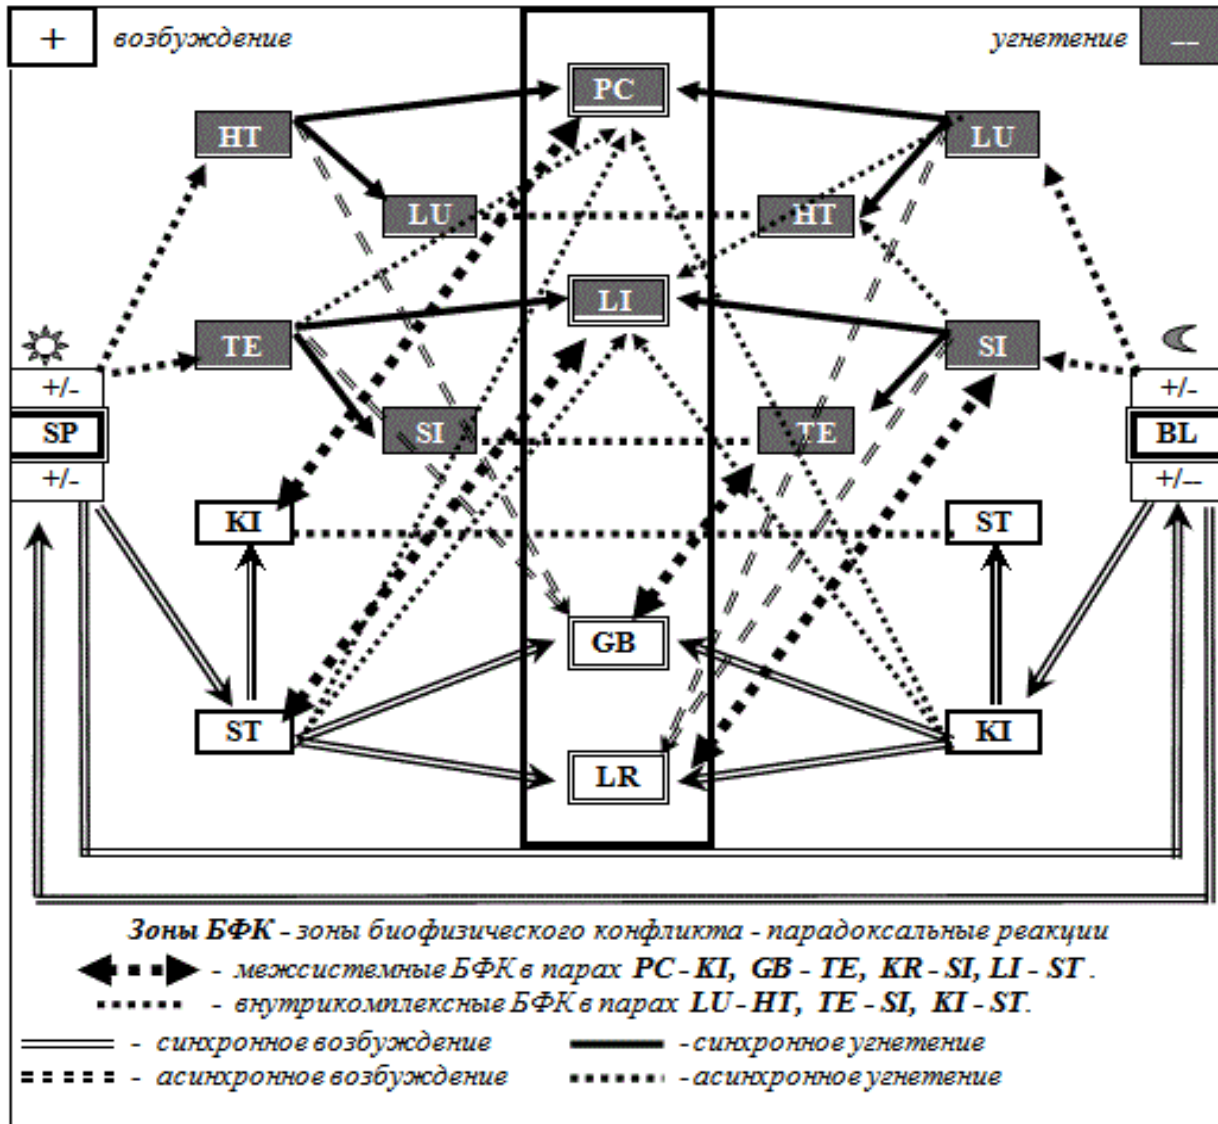 + возбуждение угнетение --
PC
HT LU
LU HT
LI
TE SI
+/- +/-
SP SI TE BL
+/- +/--
KI ST
GB
ST KI
LR
Зоны БФК - зоны биофизического конфликта - парадоксальные реакции
- межсистемные БФК в парах PC - KI, GB - TE, KR - SI, LI - ST .
- внутрикомплексные БФК в парах LU - HT, TE - SI, KI - ST.
- синхронное возбуждение - синхронное угнетение
- асинхронное возбуждение - асинхронное угнетение